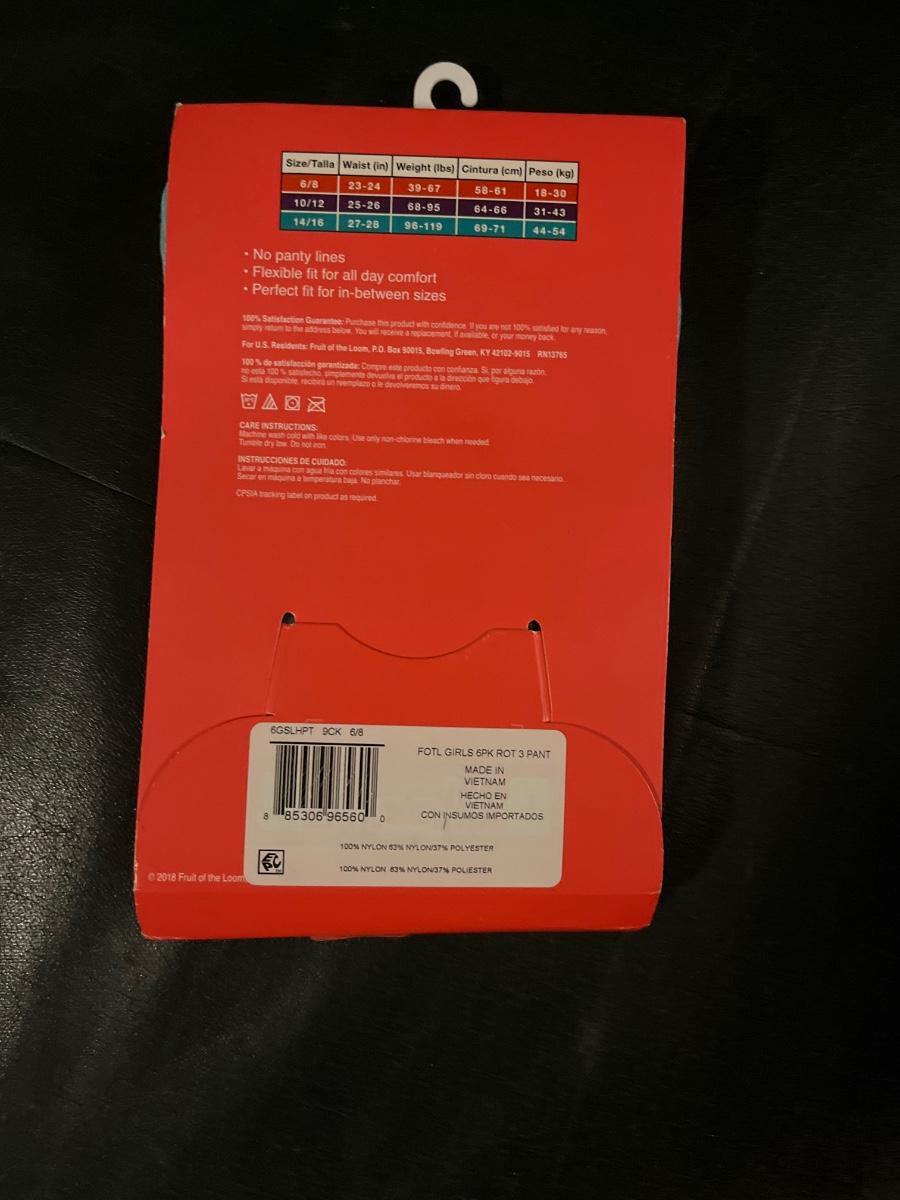 Size/Talla Waist (in) Weight (lbs) Cintura (cm) Peso (kg)
6/8 23-24 39-67 58-61 18-30
10/12 25-26 68-95 64-66 31-43
14/16 27-28 96-119 69-71 44-54
• No panty lines
• Flexible fit for all day comfort
• Perfect fit for in-between sizes
100% Satisfaction Guarantee: Purchase this product with confidence. If you are not 100% satisfied for any reason,
simply return to the address below. You will receive a replacement, if available, or your money back.
For U.S. Residents: Fruit of the Loom, P.O. Box 90015, Bowling Green, KY 42102-9015 RN13765
100 % de satisfacción garantizada: Compre este producto con confianza. Si, por alguna razón,
no está 100 % satisfecho, simplemente devuelva el producto a la dirección que figura debajo.
Si está disponible, recibirá un reemplazo o le devolveremos su dinero.
CARE INSTRUCTIONS:
Machine wash cold with like colors. Use only non-chlorine bleach when needed.
Tumble dry low. Do not iron.
INSTRUCCIONES DE CUIDADO:
Lavar a máquina con agua fría con colores similares. Usar blanqueador sin cloro cuando sea necesario.
Secar en máquina a temperatura baja. No planchar.
CPSIA tracking label on product as required.
6GSLHPT 9CK 6/8
FOTL GIRLS 6PK ROT 3 PANT
MADE IN
VIETNAM
HECHO EN
VIETNAM
CON INSUMOS IMPORTADOS
8 85306 96560 0
100% NYLON 63% NYLON/37% POLYESTER
100% NYLON 63% NYLON/37% POLIESTER
© 2018 Fruit of the Loom